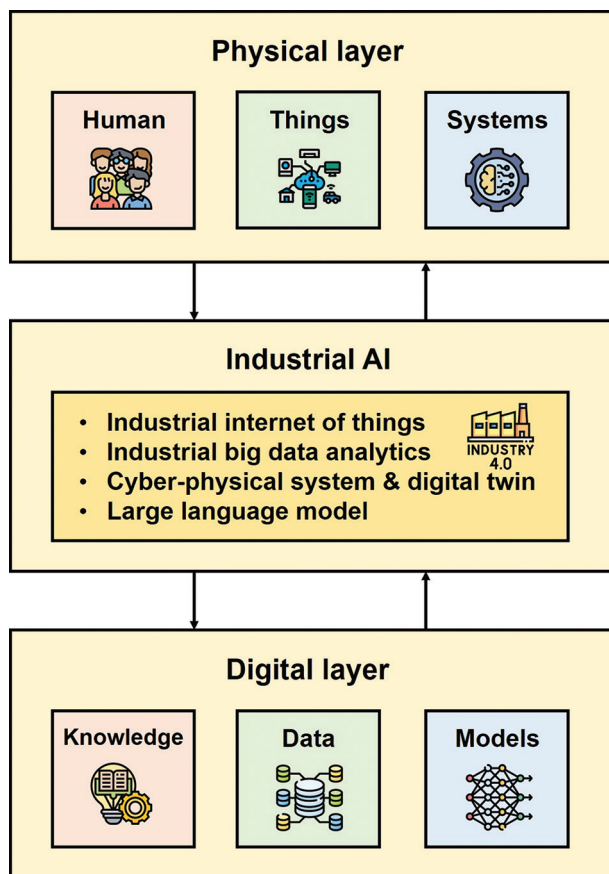 Physical layer
Human
Things
Systems
Industrial AI
• Industrial internet of things
• Industrial big data analytics
• Cyber-physical system & digital twin
• Large language model
INDUSTRY
4.0
Digital layer
Knowledge
Data
Models